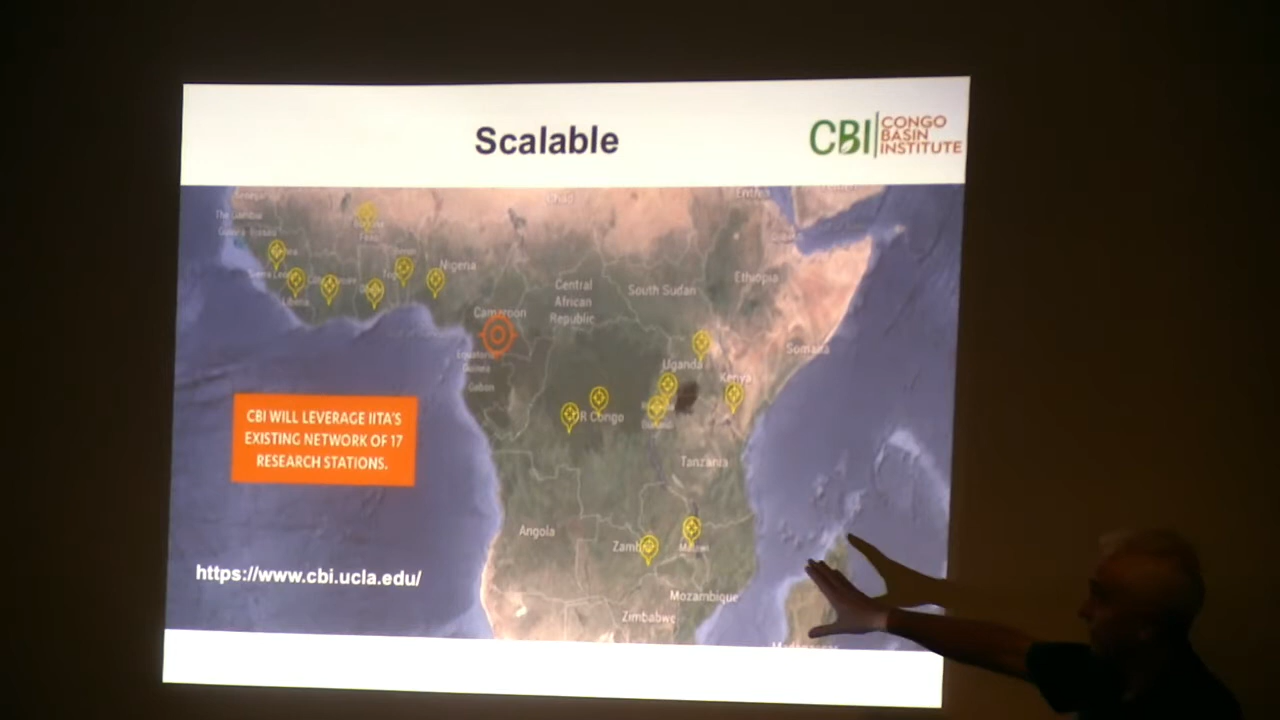 Scalable
CBI
CONGO
BASIN
INSTITUTE
Chad
The Gambia
Nigeria
Ethiopia
Central
African
Republic
South Sudan
Cameroon
Liberia
Somalia
Uganda
Kenya
Gabon
DR Congo
CBI WILL LEVERAGE IITA'S
EXISTING NETWORK OF 17
RESEARCH STATIONS.
Tanzania
Angola
https://www.cbi.ucla.edu/
Mozambique
Zimbabwe